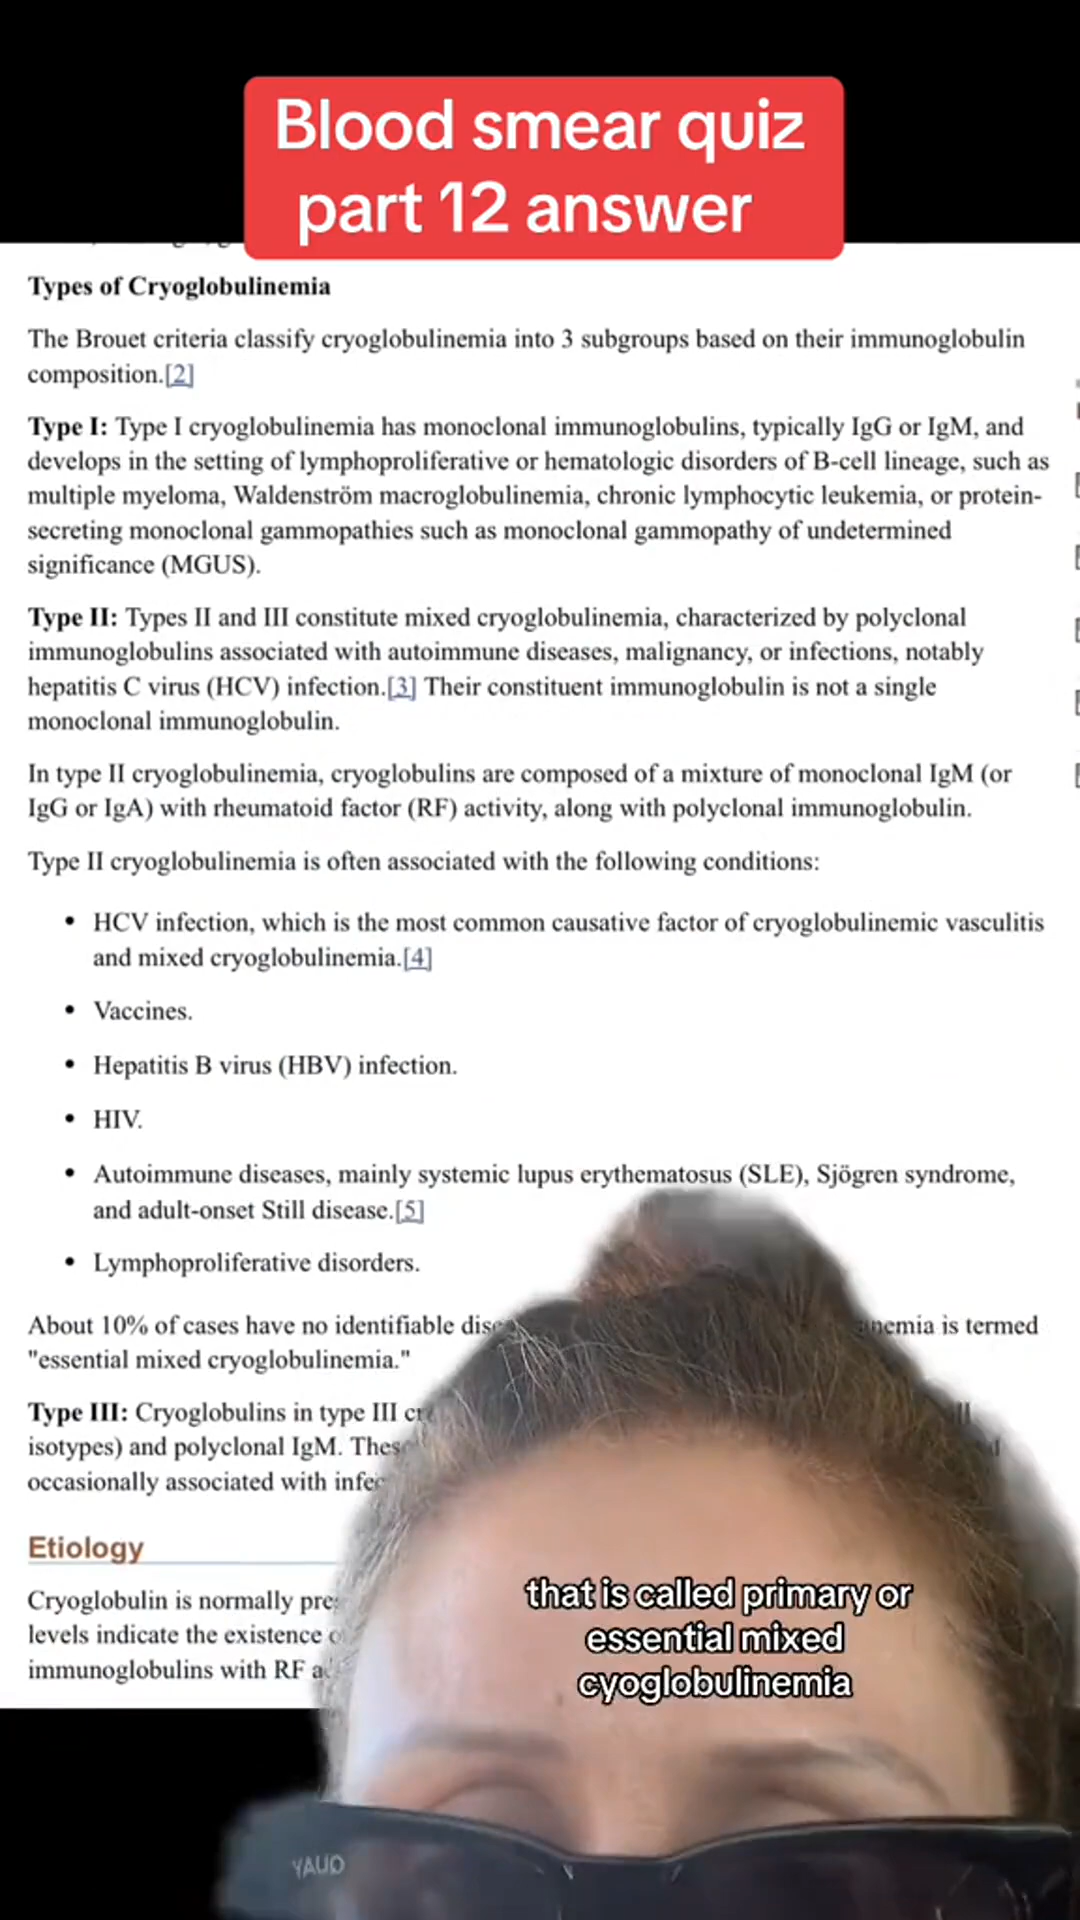 Blood smear quiz
part 12 answer
Types of Cryoglobulinemia
The Brouet criteria classify cryoglobulinemia into 3 subgroups based on their immunoglobulin
composition.[2]
Type I: Type I cryoglobulinemia has monoclonal immunoglobulins, typically IgG or IgM, and
develops in the setting of lymphoproliferative or hematologic disorders of B-cell lineage, such as
multiple myeloma, Waldenström macroglobulinemia, chronic lymphocytic leukemia, or protein-
secreting monoclonal gammopathies such as monoclonal gammopathy of undetermined
significance (MGUS).
Type II: Types II and III constitute mixed cryoglobulinemia, characterized by polyclonal
immunoglobulins associated with autoimmune diseases, malignancy, or infections, notably
hepatitis C virus (HCV) infection.[3] Their constituent immunoglobulin is not a single
monoclonal immunoglobulin.
In type II cryoglobulinemia, cryoglobulins are composed of a mixture of monoclonal IgM (or
IgG or IgA) with rheumatoid factor (RF) activity, along with polyclonal immunoglobulin.
Type II cryoglobulinemia is often associated with the following conditions:
• HCV infection, which is the most common causative factor of cryoglobulinemic vasculitis
and mixed cryoglobulinemia.[4]
• Vaccines.
• Hepatitis B virus (HBV) infection.
• HIV.
• Autoimmune diseases, mainly systemic lupus erythematosus (SLE), Sjögren syndrome,
and adult-onset Still disease.[5]
• Lymphoproliferative disorders.
About 10% of cases have no identifiable is termed
"essential mixed cryoglobulinemia."
Type III: Cryoglobulins in type III
isotypes) and polyclonal IgM.
occasionally associated with
Etiology
Cryoglobulin is normally
levels indicate the existence
immunoglobulins with RF
that is called primary or
essential mixed
cyoglobulinemia
QUAY